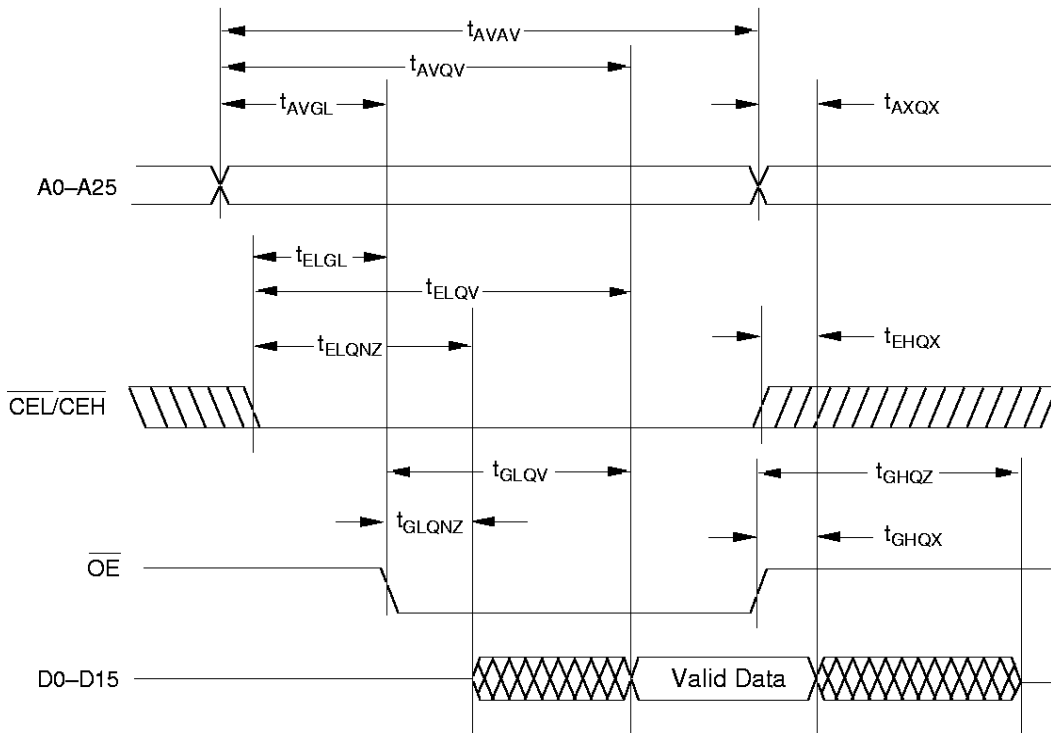 tAVAV
tAVQV
tAVGL
tAXQX
A0–A25
tELGL
tELQV
tELQNZ
tEHQX
CEL/CEH
tGLQV
tGHQZ
tGLQNZ
tGHQX
OE
D0–D15
Valid Data